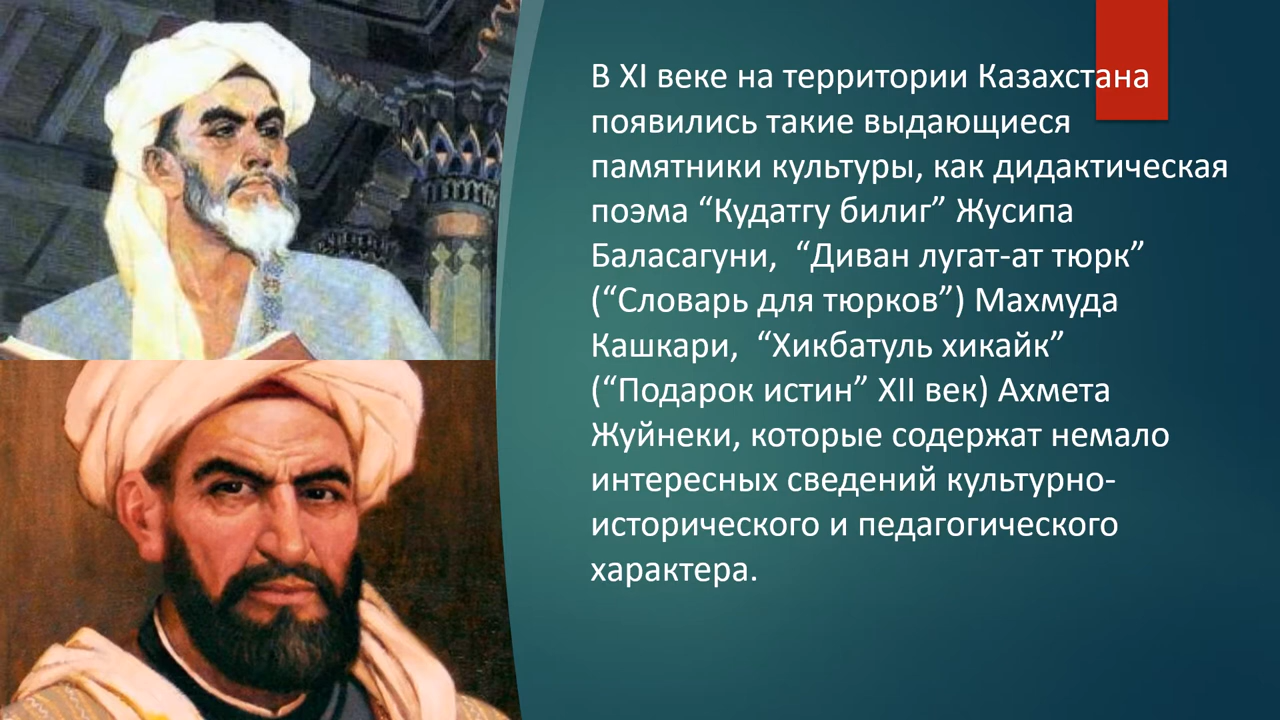 В XI веке на территории Казахстана
появились такие выдающиеся
памятники культуры, как дидактическая
поэма “Кудатгу билиг” Жусипа
Баласагуни,  “Диван лугат-ат тюрк”
(“Словарь для тюрков”) Махмуда
Кашкари,  “Хикбатуль хикайк”
(“Подарок истин” XII век) Ахмета
Жуйнеки, которые содержат немало
интересных сведений культурно-
исторического и педагогического
характера.